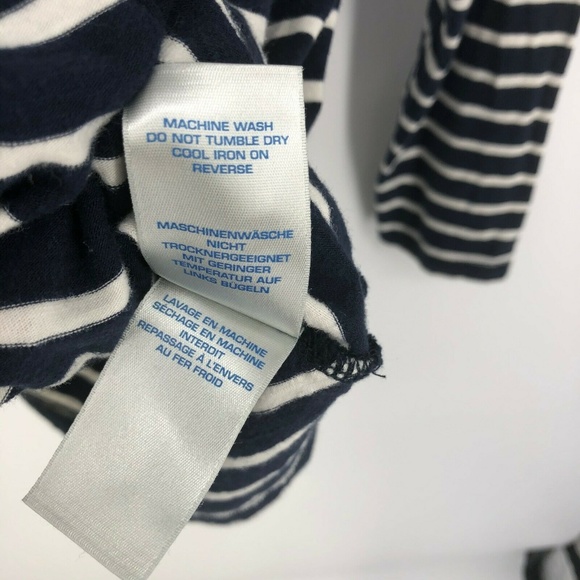 MACHINE WASH
DO NOT TUMBLE DRY
COOL IRON ON
REVERSE
MASCHINENWÄSCHE
NICHT
TROCKNERGEEIGNET
MIT GERINGER
TEMPERATUR AUF
LINKS BÜGELN
LAVAGE EN MACHINE
SÉCHAGE EN MACHINE
INTERDIT
REPASSAGE À L'ENVERS
AU FER FROID